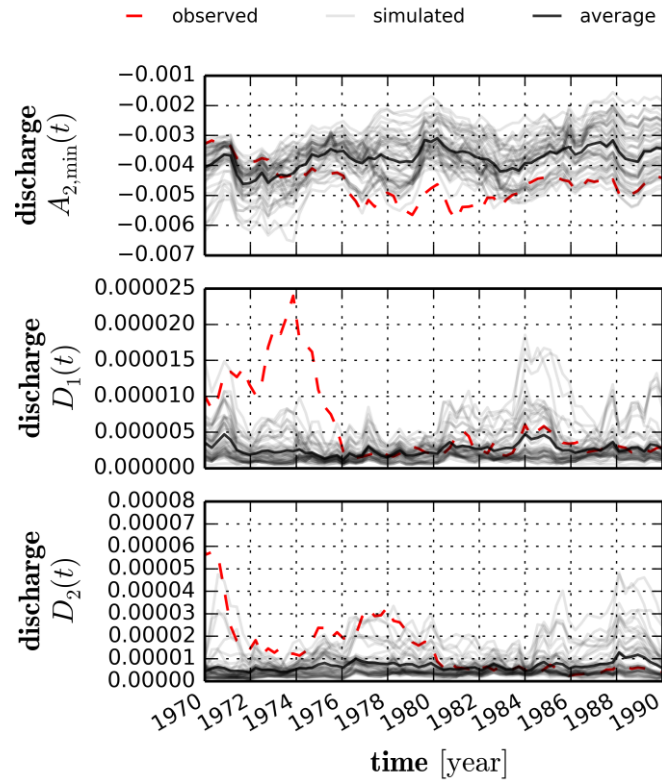 observed simulated average
−0.001
−0.002
−0.003
−0.004
−0.005
−0.006
−0.007
discharge
A2,min(t)
0.000025
0.000020
0.000015
0.000010
0.000005
0.000000
discharge
D1(t)
0.00008
0.00007
0.00006
0.00005
0.00004
0.00003
0.00002
0.00001
0.00000
discharge
D2(t)
1970 1972 1974 1976 1978 1980 1982 1984 1986 1988 1990
time [year]